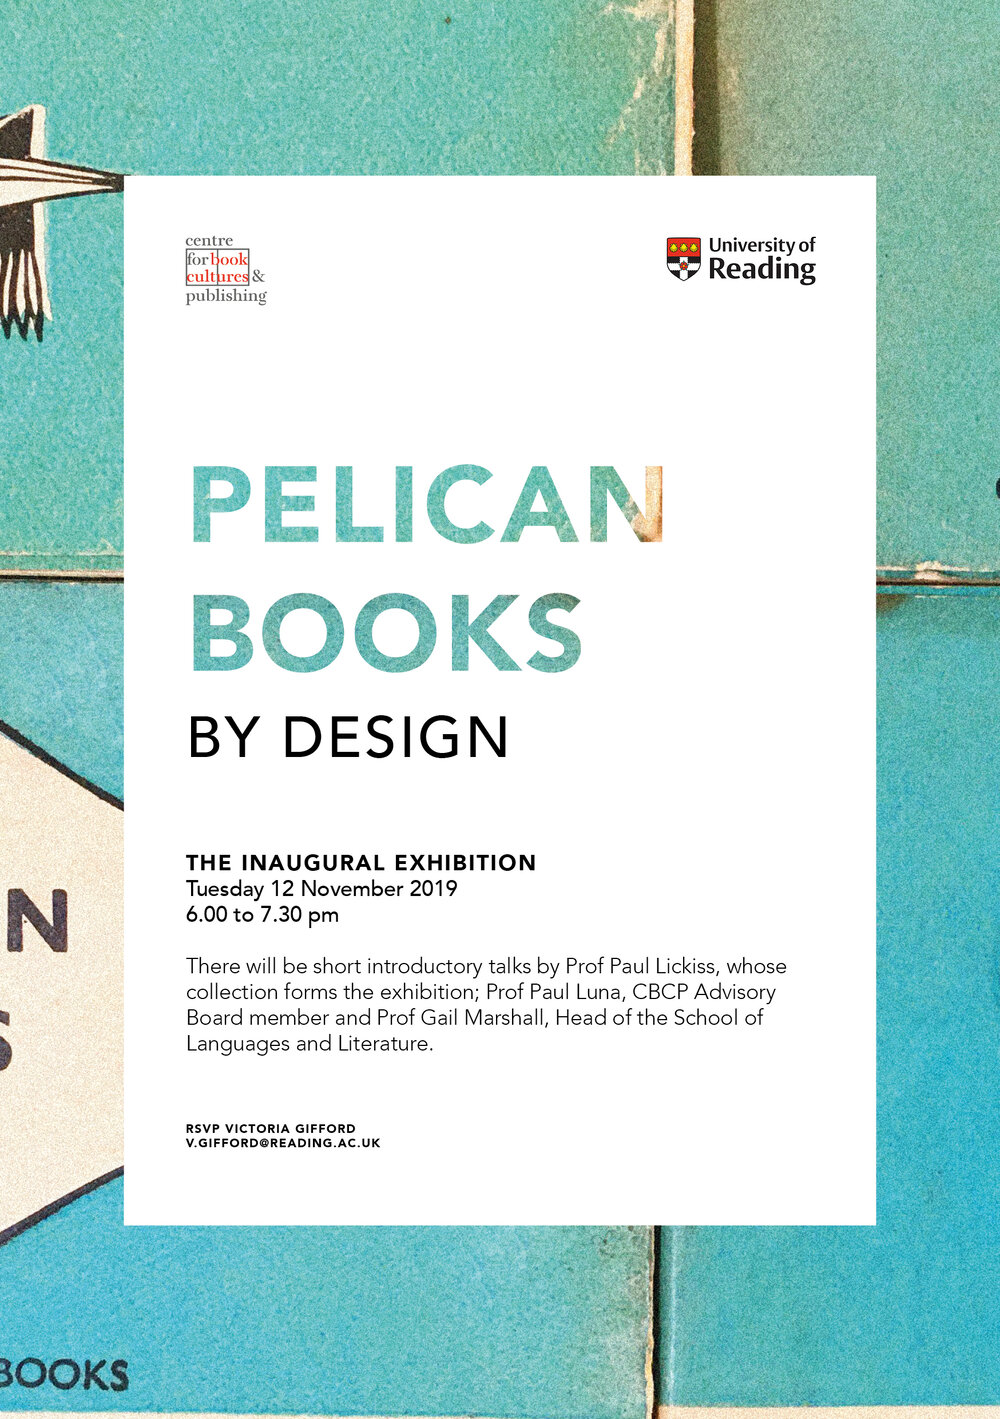 centre
for book
cultures &
publishing
University of
Reading
PELICAN
BOOKS
BY DESIGN
THE INAUGURAL EXHIBITION
Tuesday 12 November 2019
6.00 to 7.30 pm
There will be short introductory talks by Prof Paul Lickiss, whose
collection forms the exhibition; Prof Paul Luna, CBCP Advisory
Board member and Prof Gail Marshall, Head of the School of
Languages and Literature.
RSVP VICTORIA GIFFORD
V.GIFFORD@READING.AC.UK
N
S
BOOKS